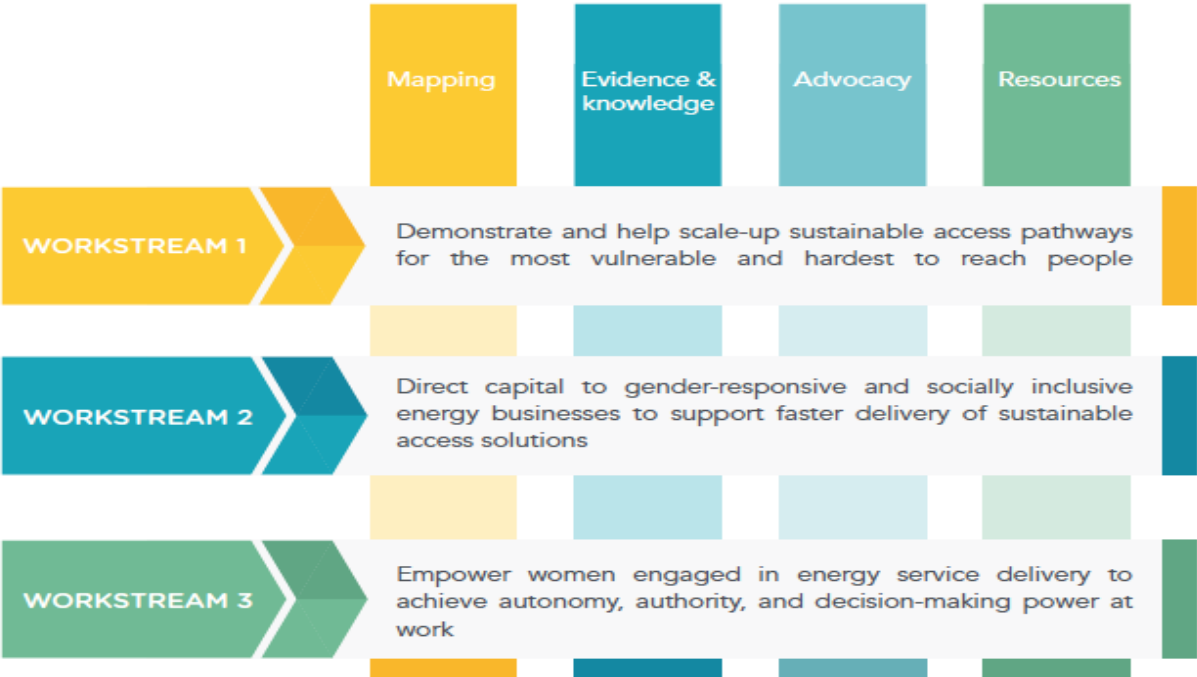 Mapping
Evidence &
knowledge
Advocacy
Resources
WORKSTREAM 1
Demonstrate and help scale-up sustainable access pathways
for the most vulnerable and hardest to reach people
WORKSTREAM 2
Direct capital to gender-responsive and socially inclusive
energy businesses to support faster delivery of sustainable
access solutions
WORKSTREAM 3
Empower women engaged in energy service delivery to
achieve autonomy, authority, and decision-making power at
work